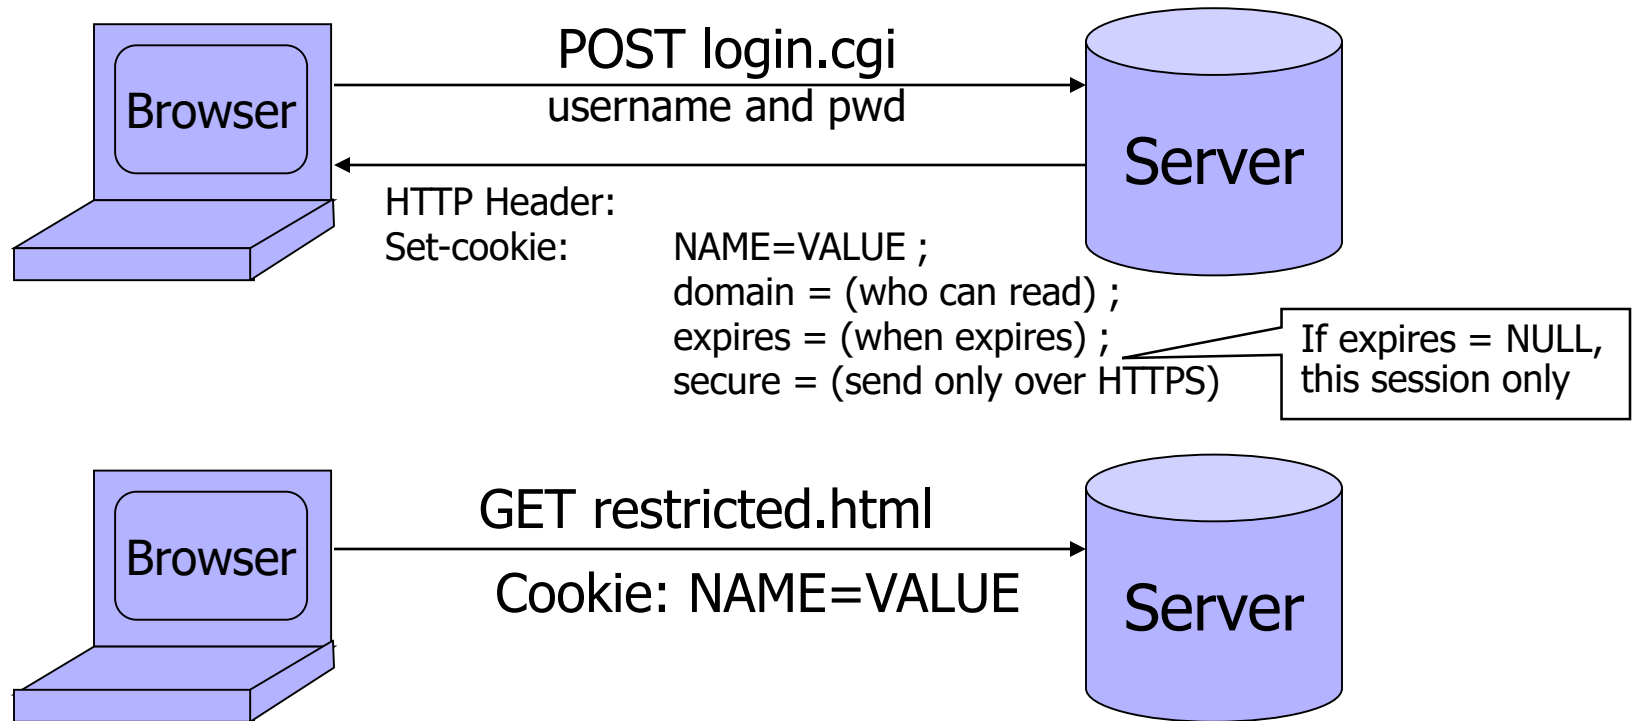 Browser
POST login.cgi
username and pwd
Server
HTTP Header:
Set-cookie: NAME=VALUE ;
domain = (who can read) ;
expires = (when expires) ;
secure = (send only over HTTPS)
If expires = NULL,
this session only
Browser
GET restricted.html
Cookie: NAME=VALUE
Server